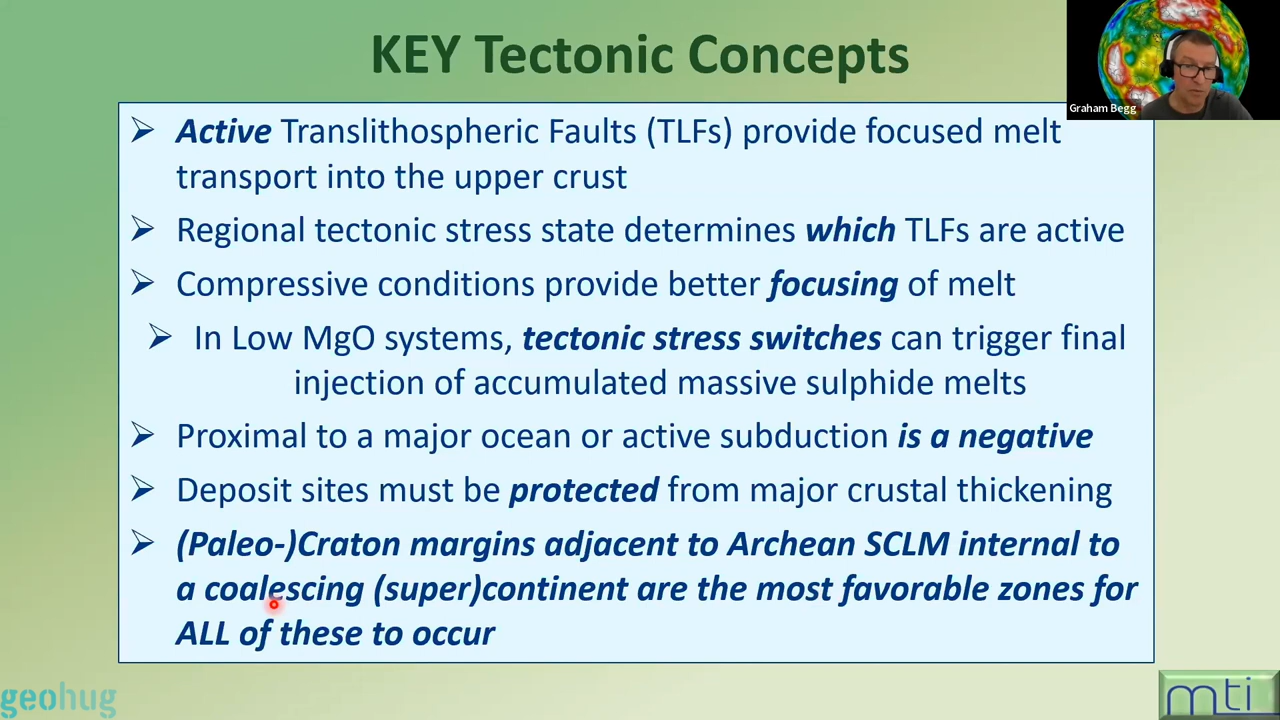 KEY Tectonic Concepts
Graham Begg
Active Translithospheric Faults (TLFs) provide focused melt
transport into the upper crust
Regional tectonic stress state determines which TLFs are active
Compressive conditions provide better focusing of melt
In Low MgO systems, tectonic stress switches can trigger final
injection of accumulated massive sulphide melts
Proximal to a major ocean or active subduction is a negative
Deposit sites must be protected from major crustal thickening
(Paleo-)Craton margins adjacent to Archean SCLM internal to
a coalescing (super)continent are the most favorable zones for
ALL of these to occur
geohug
mti